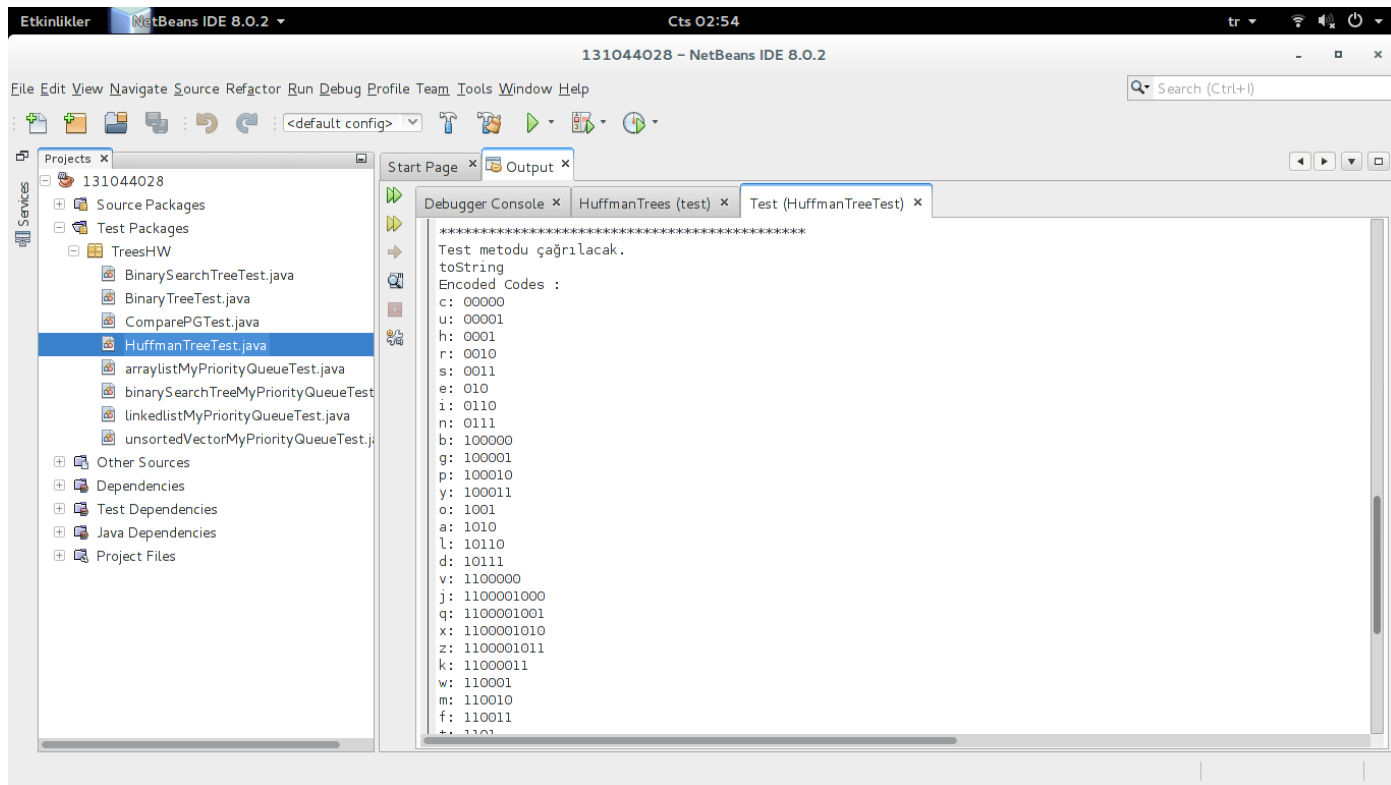 Etkinlikler NetBeans IDE 8.0.2 Cts 02:54 tr
131044028 – NetBeans IDE 8.0.2
File Edit View Navigate Source Refactor Run Debug Profile Team Tools Window Help Search (Ctrl+I)
<default config>
Projects
Services
131044028
Source Packages
Test Packages
TreesHW
BinarySearchTreeTest.java
BinaryTreeTest.java
ComparePGTest.java
HuffmanTreeTest.java
arraylistMyPriorityQueueTest.java
binarySearchTreeMyPriorityQueueTest
linkedlistMyPriorityQueueTest.java
unsortedVectorMyPriorityQueueTest.j
Other Sources
Dependencies
Test Dependencies
Java Dependencies
Project Files
Start Page Output
Debugger Console HuffmanTrees (test) Test (HuffmanTreeTest)
**********************************************
Test metodu çağrılacak.
toString
Encoded Codes :
c: 00000
u: 00001
h: 0001
r: 0010
s: 0011
e: 010
i: 0110
n: 0111
b: 100000
g: 100001
p: 100010
y: 100011
o: 1001
a: 1010
l: 10110
d: 10111
v: 1100000
j: 1100001000
q: 1100001001
x: 1100001010
z: 1100001011
k: 11000011
w: 110001
m: 110010
f: 110011
t: 1101